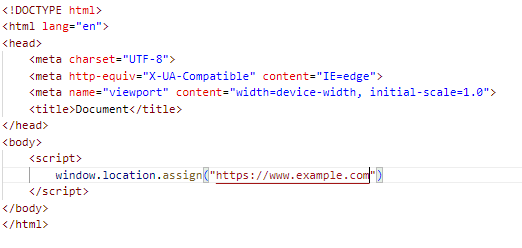 <!DOCTYPE html>
<html lang="en">
<head>
    <meta charset="UTF-8">
    <meta http-equiv="X-UA-Compatible" content="IE=edge">
    <meta name="viewport" content="width=device-width, initial-scale=1.0">
    <title>Document</title>
</head>
<body>
    <script>
        window.location.assign("https://www.example.com")
    </script>
</body>
</html>